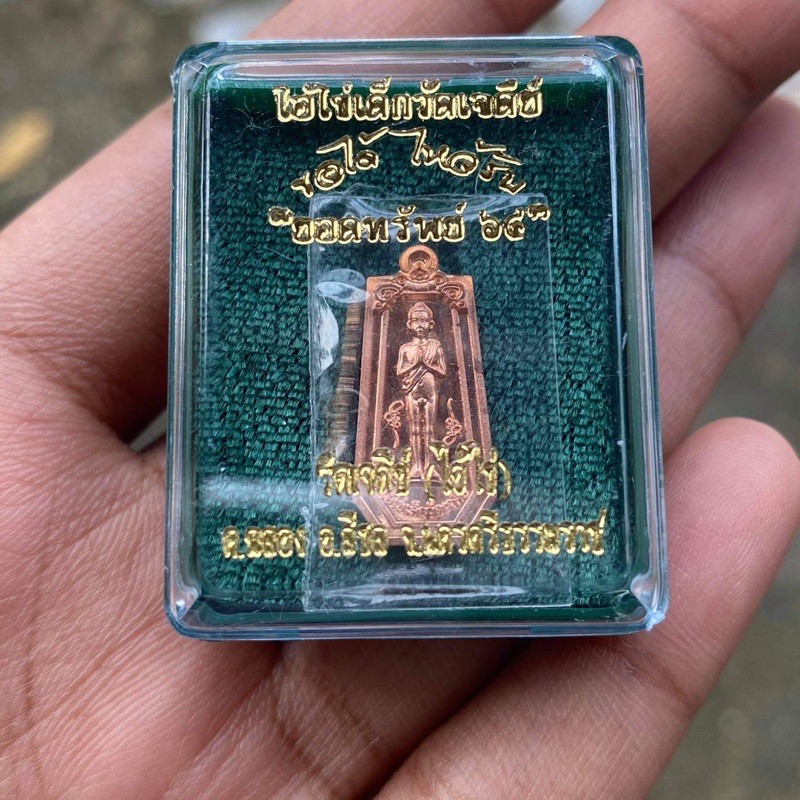 ไอ้ไข่เด็กวัดเจดีย์
ขอได้ ไหว้รับ
"ยอดทรัพย์ ๖๕"
วัดเจดีย์ (ไอ้ไข่)
ต.ฉลอง อ.สิชล จ.นครศรีธรรมราช